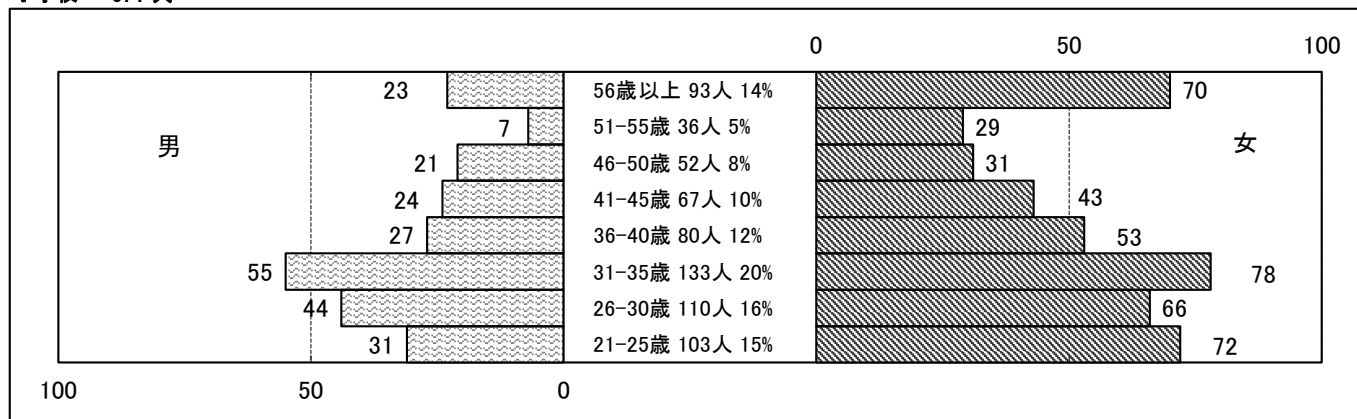 0 50 100
23 56歳以上 93人 14% 70
7 51-55歳 36人 5% 29
男 女
21 46-50歳 52人 8% 31
24 41-45歳 67人 10% 43
27 36-40歳 80人 12% 53
55 31-35歳 133人 20% 78
44 26-30歳 110人 16% 66
31 21-25歳 103人 15% 72
100 50 0